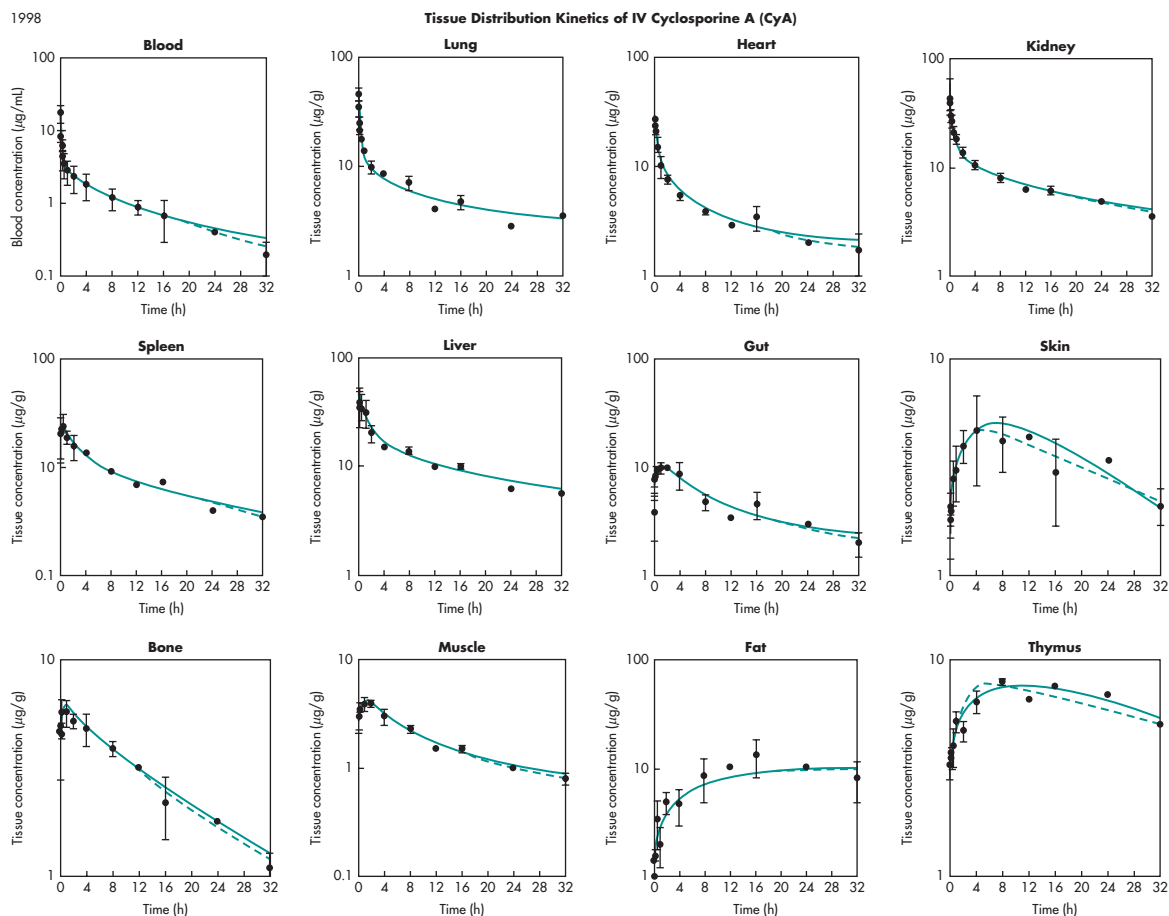 1998
Tissue Distribution Kinetics of IV Cyclosporine A (CyA)
Blood
100
10
1
0.1
Blood concentration (µg/mL)
0 4 8 12 16 20 24 28 32
Time (h)
Lung
100
10
1
Tissue concentration (µg/g)
0 4 8 12 16 20 24 28 32
Time (h)
Heart
100
10
1
Tissue concentration (µg/g)
0 4 8 12 16 20 24 28 32
Time (h)
Kidney
100
10
1
Tissue concentration (µg/g)
0 4 8 12 16 20 24 28 32
Time (h)
Spleen
100
10
0.1
Tissue concentration (µg/g)
0 4 8 12 16 20 24 28 32
Time (h)
Liver
100
10
1
Tissue concentration (µg/g)
0 4 8 12 16 20 24 28 32
Time (h)
Gut
100
10
1
Tissue concentration (µg/g)
0 4 8 12 16 20 24 28 32
Time (h)
Skin
10
1
Tissue concentration (µg/g)
0 4 8 12 16 20 24 28 32
Time (h)
Bone
10
1
Tissue concentration (µg/g)
0 4 8 12 16 20 24 28 32
Time (h)
Muscle
10
1
0.1
Tissue concentration (µg/g)
0 4 8 12 16 20 24 28 32
Time (h)
Fat
100
10
1
Tissue concentration (µg/g)
0 4 8 12 16 20 24 28 32
Time (h)
Thymus
10
1
Tissue concentration (µg/g)
0 4 8 12 16 20 24 28 32
Time (h)